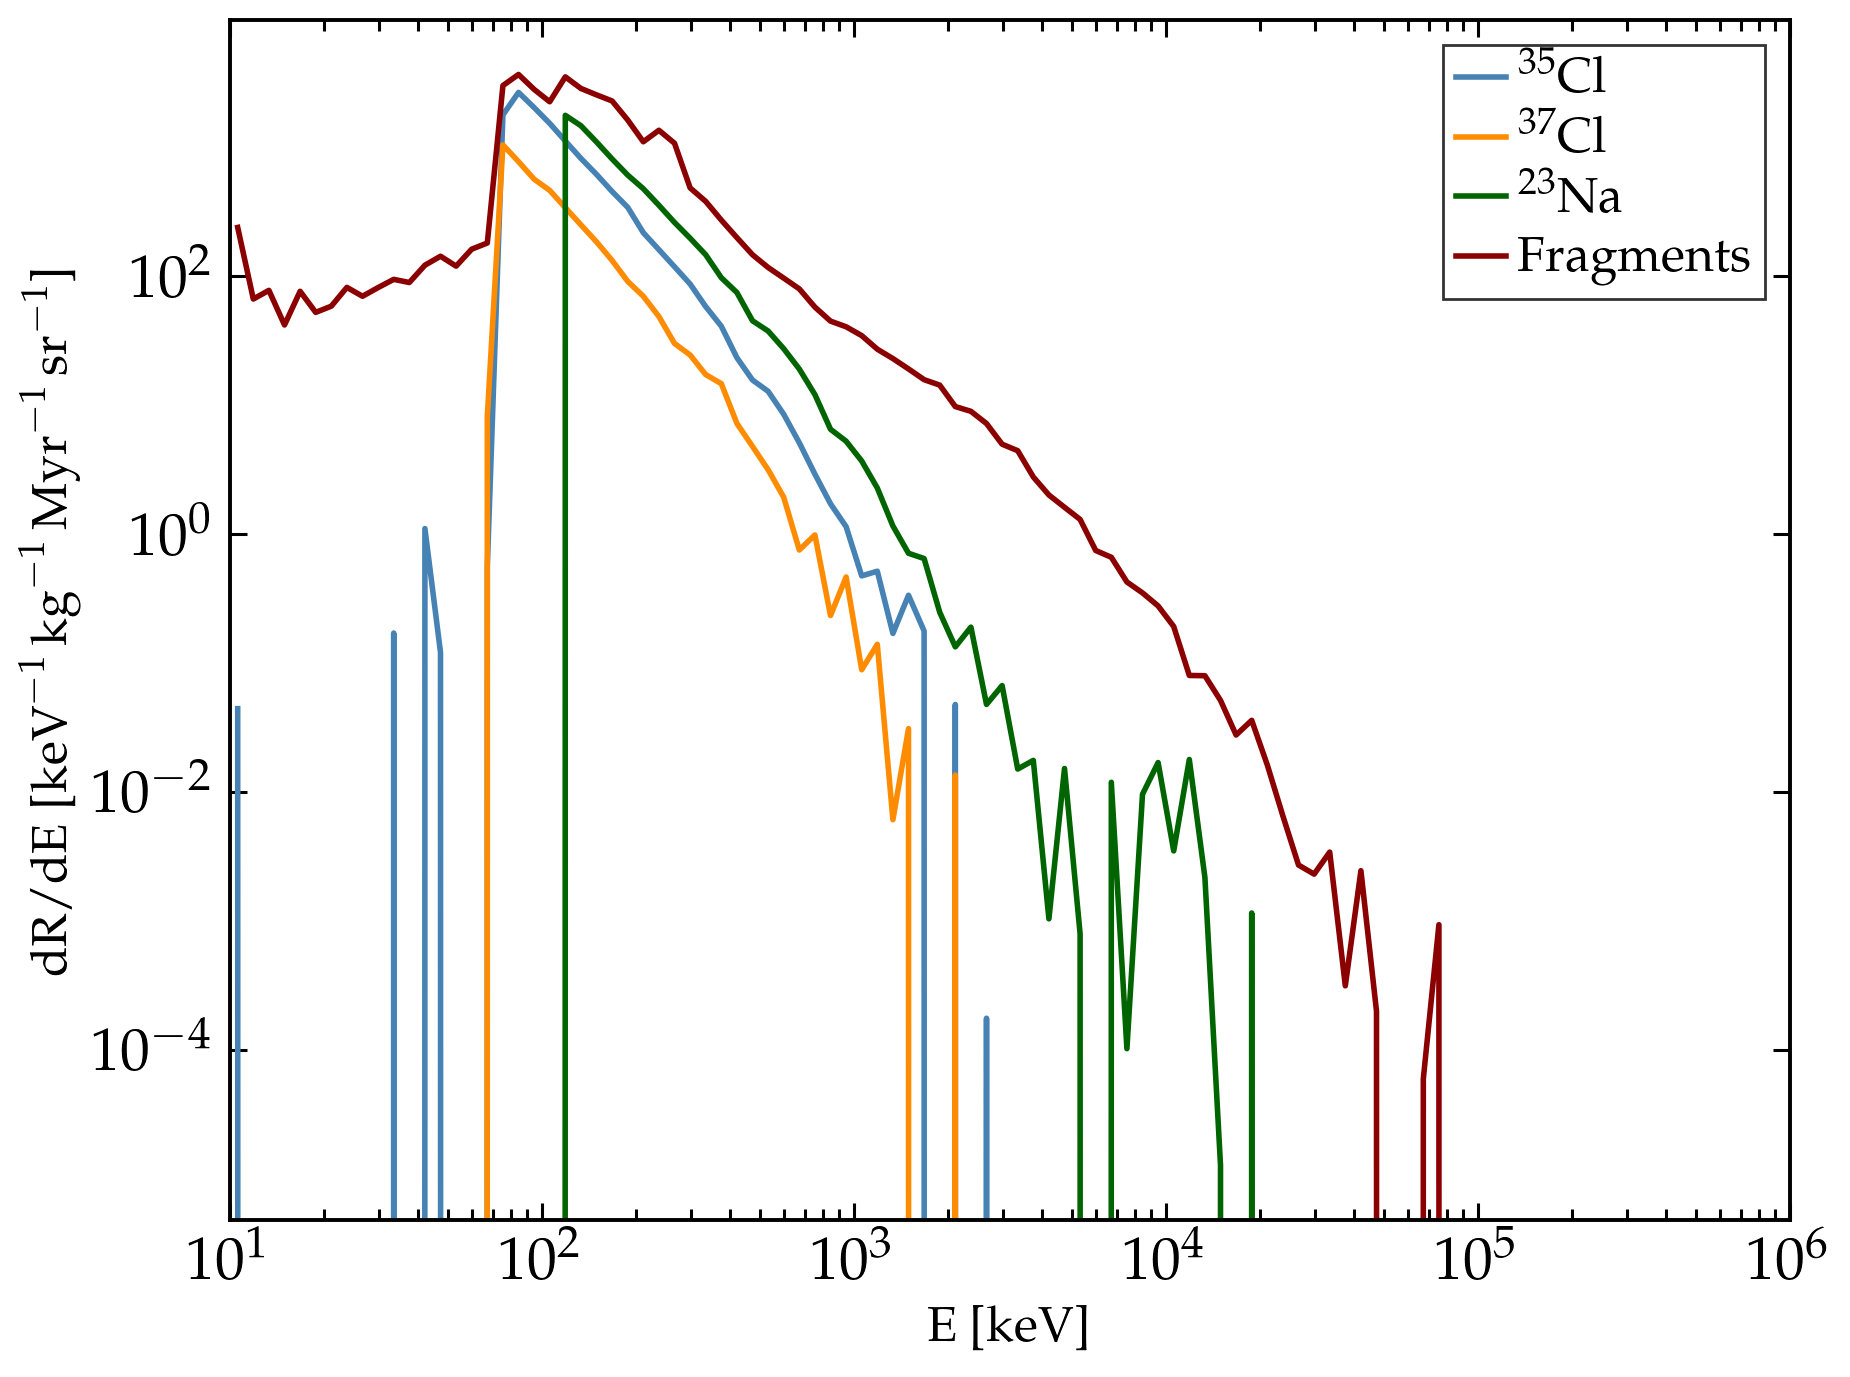 ³⁵Cl
³⁷Cl
²³Na
Fragments
dR/dE [keV⁻¹ kg⁻¹ Myr⁻¹ sr⁻¹]
10²
10⁰
10⁻²
10⁻⁴
10¹ 10² 10³ 10⁴ 10⁵ 10⁶
E [keV]